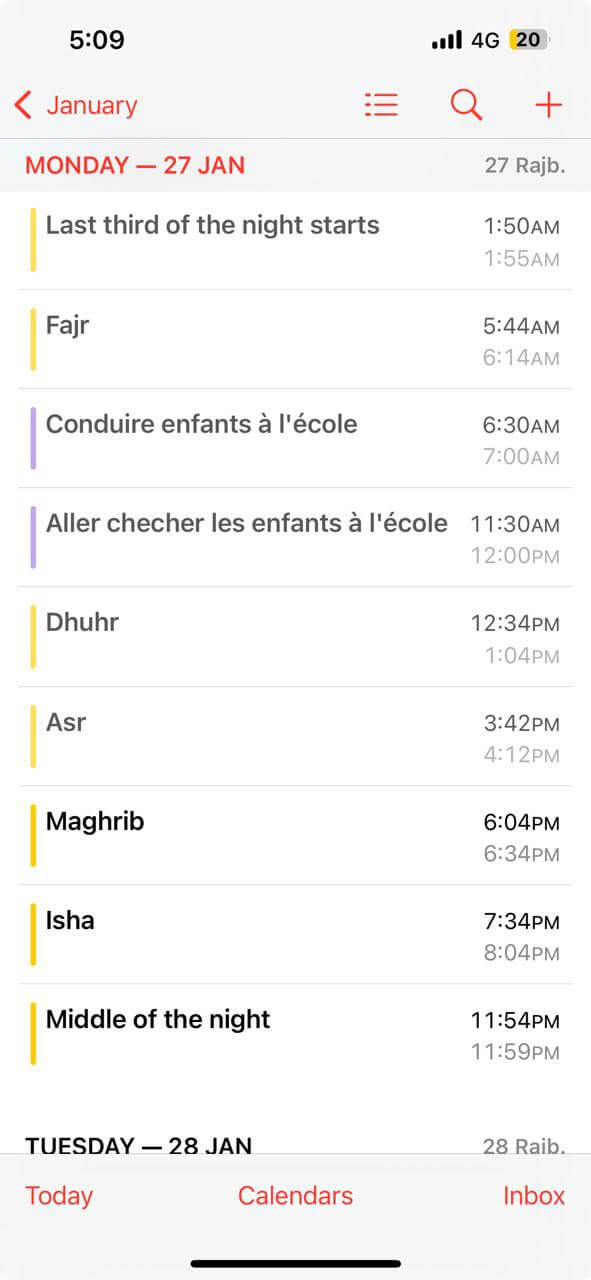 5:09 4G 20
January
MONDAY — 27 JAN 27 Rajb.
Last third of the night starts 1:50AM
1:55AM
Fajr 5:44AM
6:14AM
Conduire enfants à l'école 6:30AM
7:00AM
Aller checher les enfants à l'école 11:30AM
12:00PM
Dhuhr 12:34PM
1:04PM
Asr 3:42PM
4:12PM
Maghrib 6:04PM
6:34PM
Isha 7:34PM
8:04PM
Middle of the night 11:54PM
11:59PM
TUESDAY — 28 JAN 28 Rajb.
Today Calendars Inbox